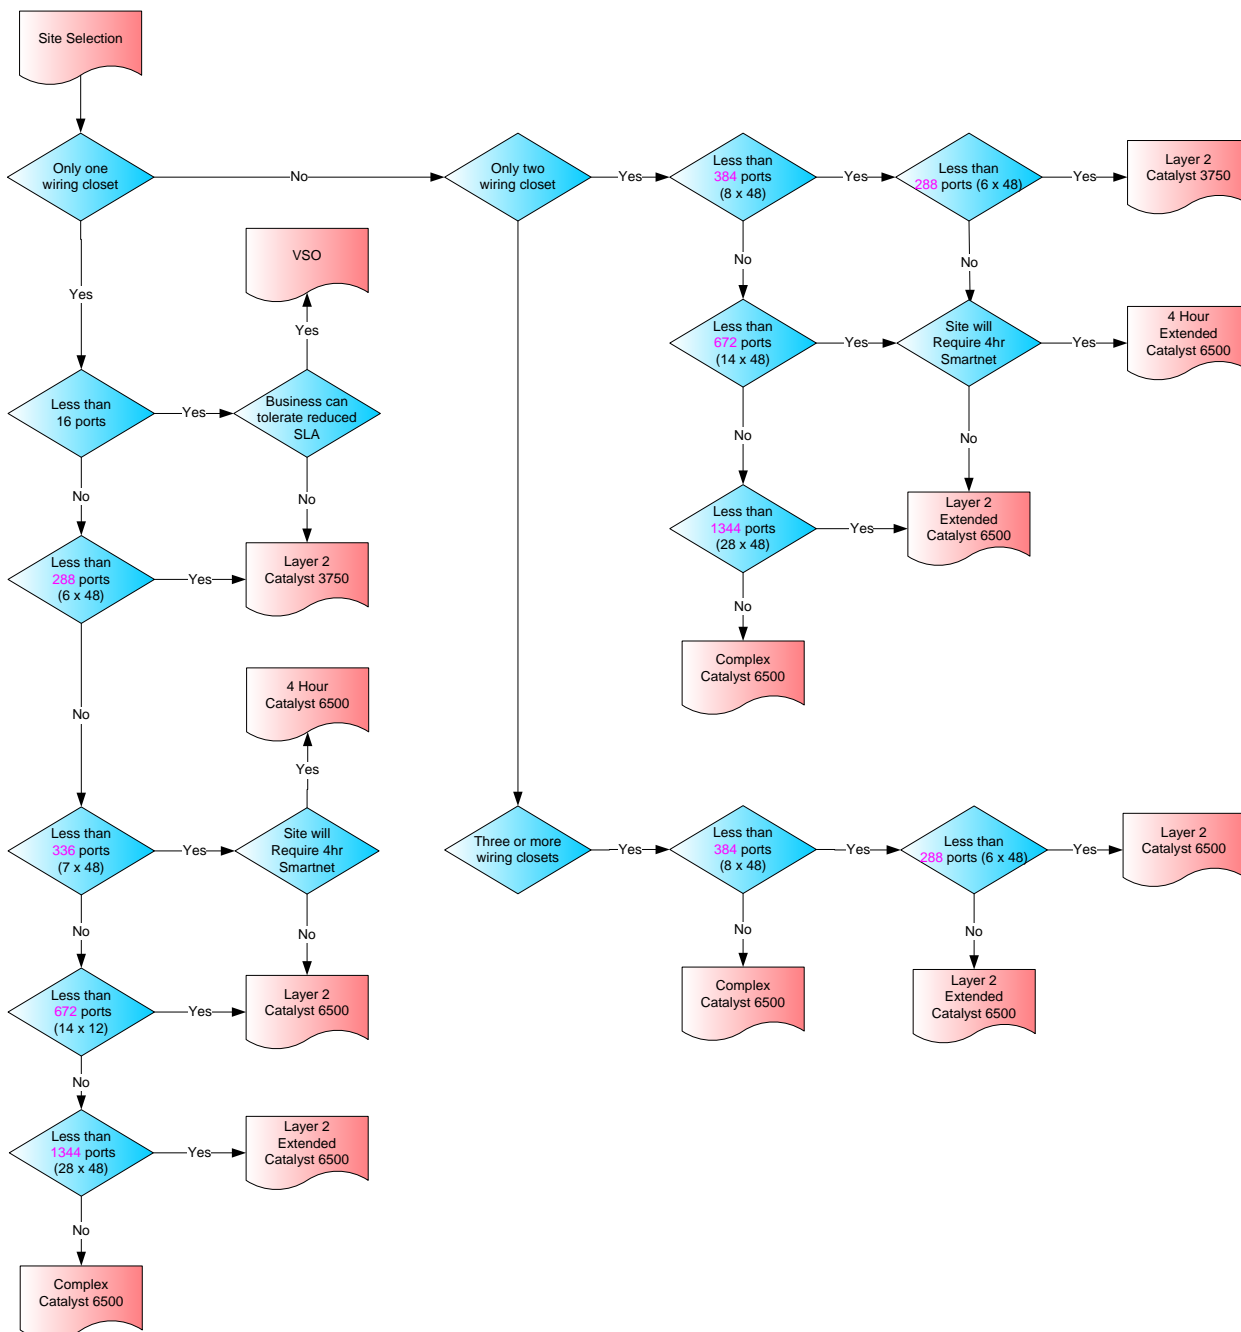 Site Selection
Only one
wiring closet
No
Only two
wiring closet
Yes
Less than
384 ports
(8 x 48)
Yes
Less than
288 ports (6 x 48)
Yes
Layer 2
Catalyst 3750
Yes
VSO
Yes
No
No
Less than
672 ports
(14 x 48)
Yes
Site will
Require 4hr
Smartnet
Yes
4 Hour
Extended
Catalyst 6500
Less than
16 ports
Yes
Business can
tolerate reduced
SLA
No
No
No
No
Less than
1344 ports
(28 x 48)
Yes
Layer 2
Extended
Catalyst 6500
Less than
288 ports
(6 x 48)
Yes
Layer 2
Catalyst 3750
No
Complex
Catalyst 6500
No
4 Hour
Catalyst 6500
Yes
Less than
336 ports
(7 x 48)
Yes
Site will
Require 4hr
Smartnet
Three or more
wiring closets
Yes
Less than
384 ports
(8 x 48)
Yes
Less than
288 ports (6 x 48)
Yes
Layer 2
Catalyst 6500
No
No
No
No
Less than
672 ports
(14 x 12)
Yes
Layer 2
Catalyst 6500
Complex
Catalyst 6500
Layer 2
Extended
Catalyst 6500
No
Less than
1344 ports
(28 x 48)
Yes
Layer 2
Extended
Catalyst 6500
No
Complex
Catalyst 6500